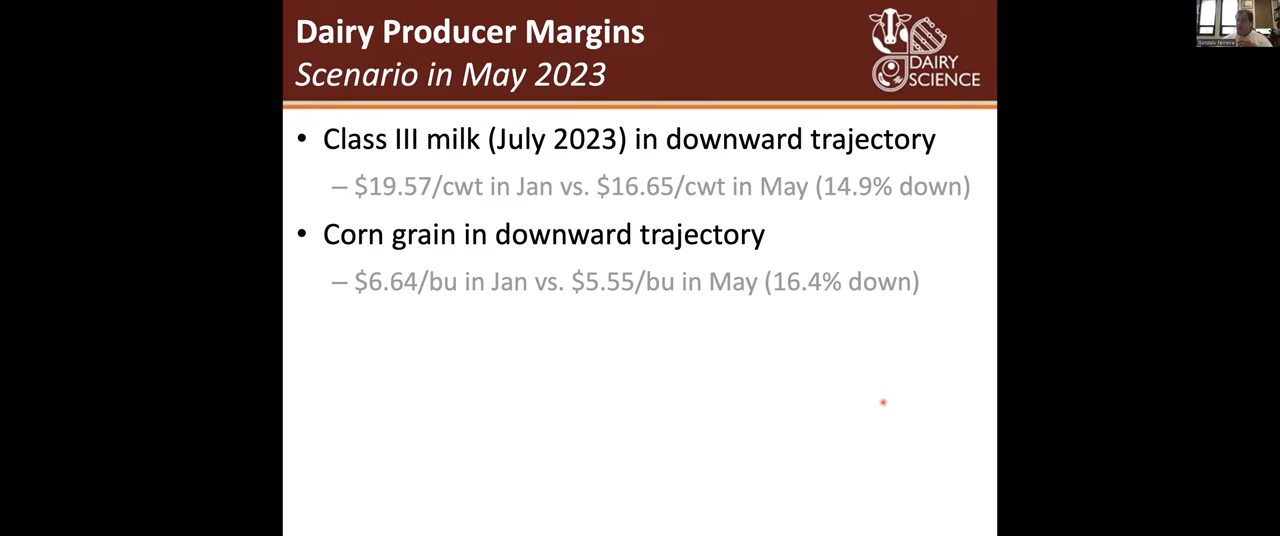 Dairy Producer Margins
Scenario in May 2023
DAIRY
SCIENCE
• Class III milk (July 2023) in downward trajectory
– $19.57/cwt in Jan vs. $16.65/cwt in May (14.9% down)
• Corn grain in downward trajectory
– $6.64/bu in Jan vs. $5.55/bu in May (16.4% down)
Gonzalo Ferreira